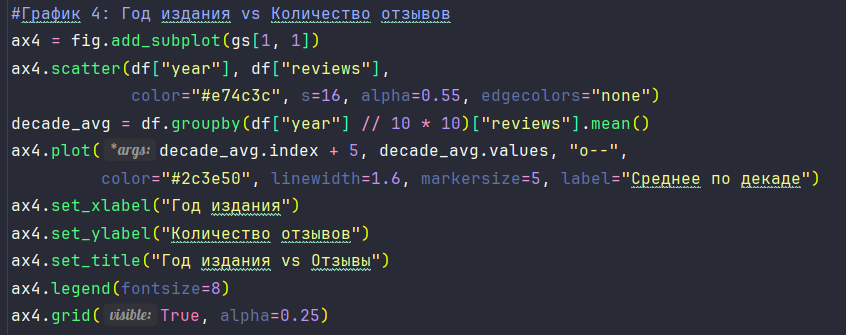 #График 4: Год издания vs Количество отзывов
ax4 = fig.add_subplot(gs[1, 1])
ax4.scatter(df["year"], df["reviews"],
            color="#e74c3c", s=16, alpha=0.55, edgecolors="none")
decade_avg = df.groupby(df["year"] // 10 * 10)["reviews"].mean()
ax4.plot( *args: decade_avg.index + 5, decade_avg.values, "o--",
         color="#2c3e50", linewidth=1.6, markersize=5, label="Среднее по декаде")
ax4.set_xlabel("Год издания")
ax4.set_ylabel("Количество отзывов")
ax4.set_title("Год издания vs Отзывы")
ax4.legend(fontsize=8)
ax4.grid( visible: True, alpha=0.25)